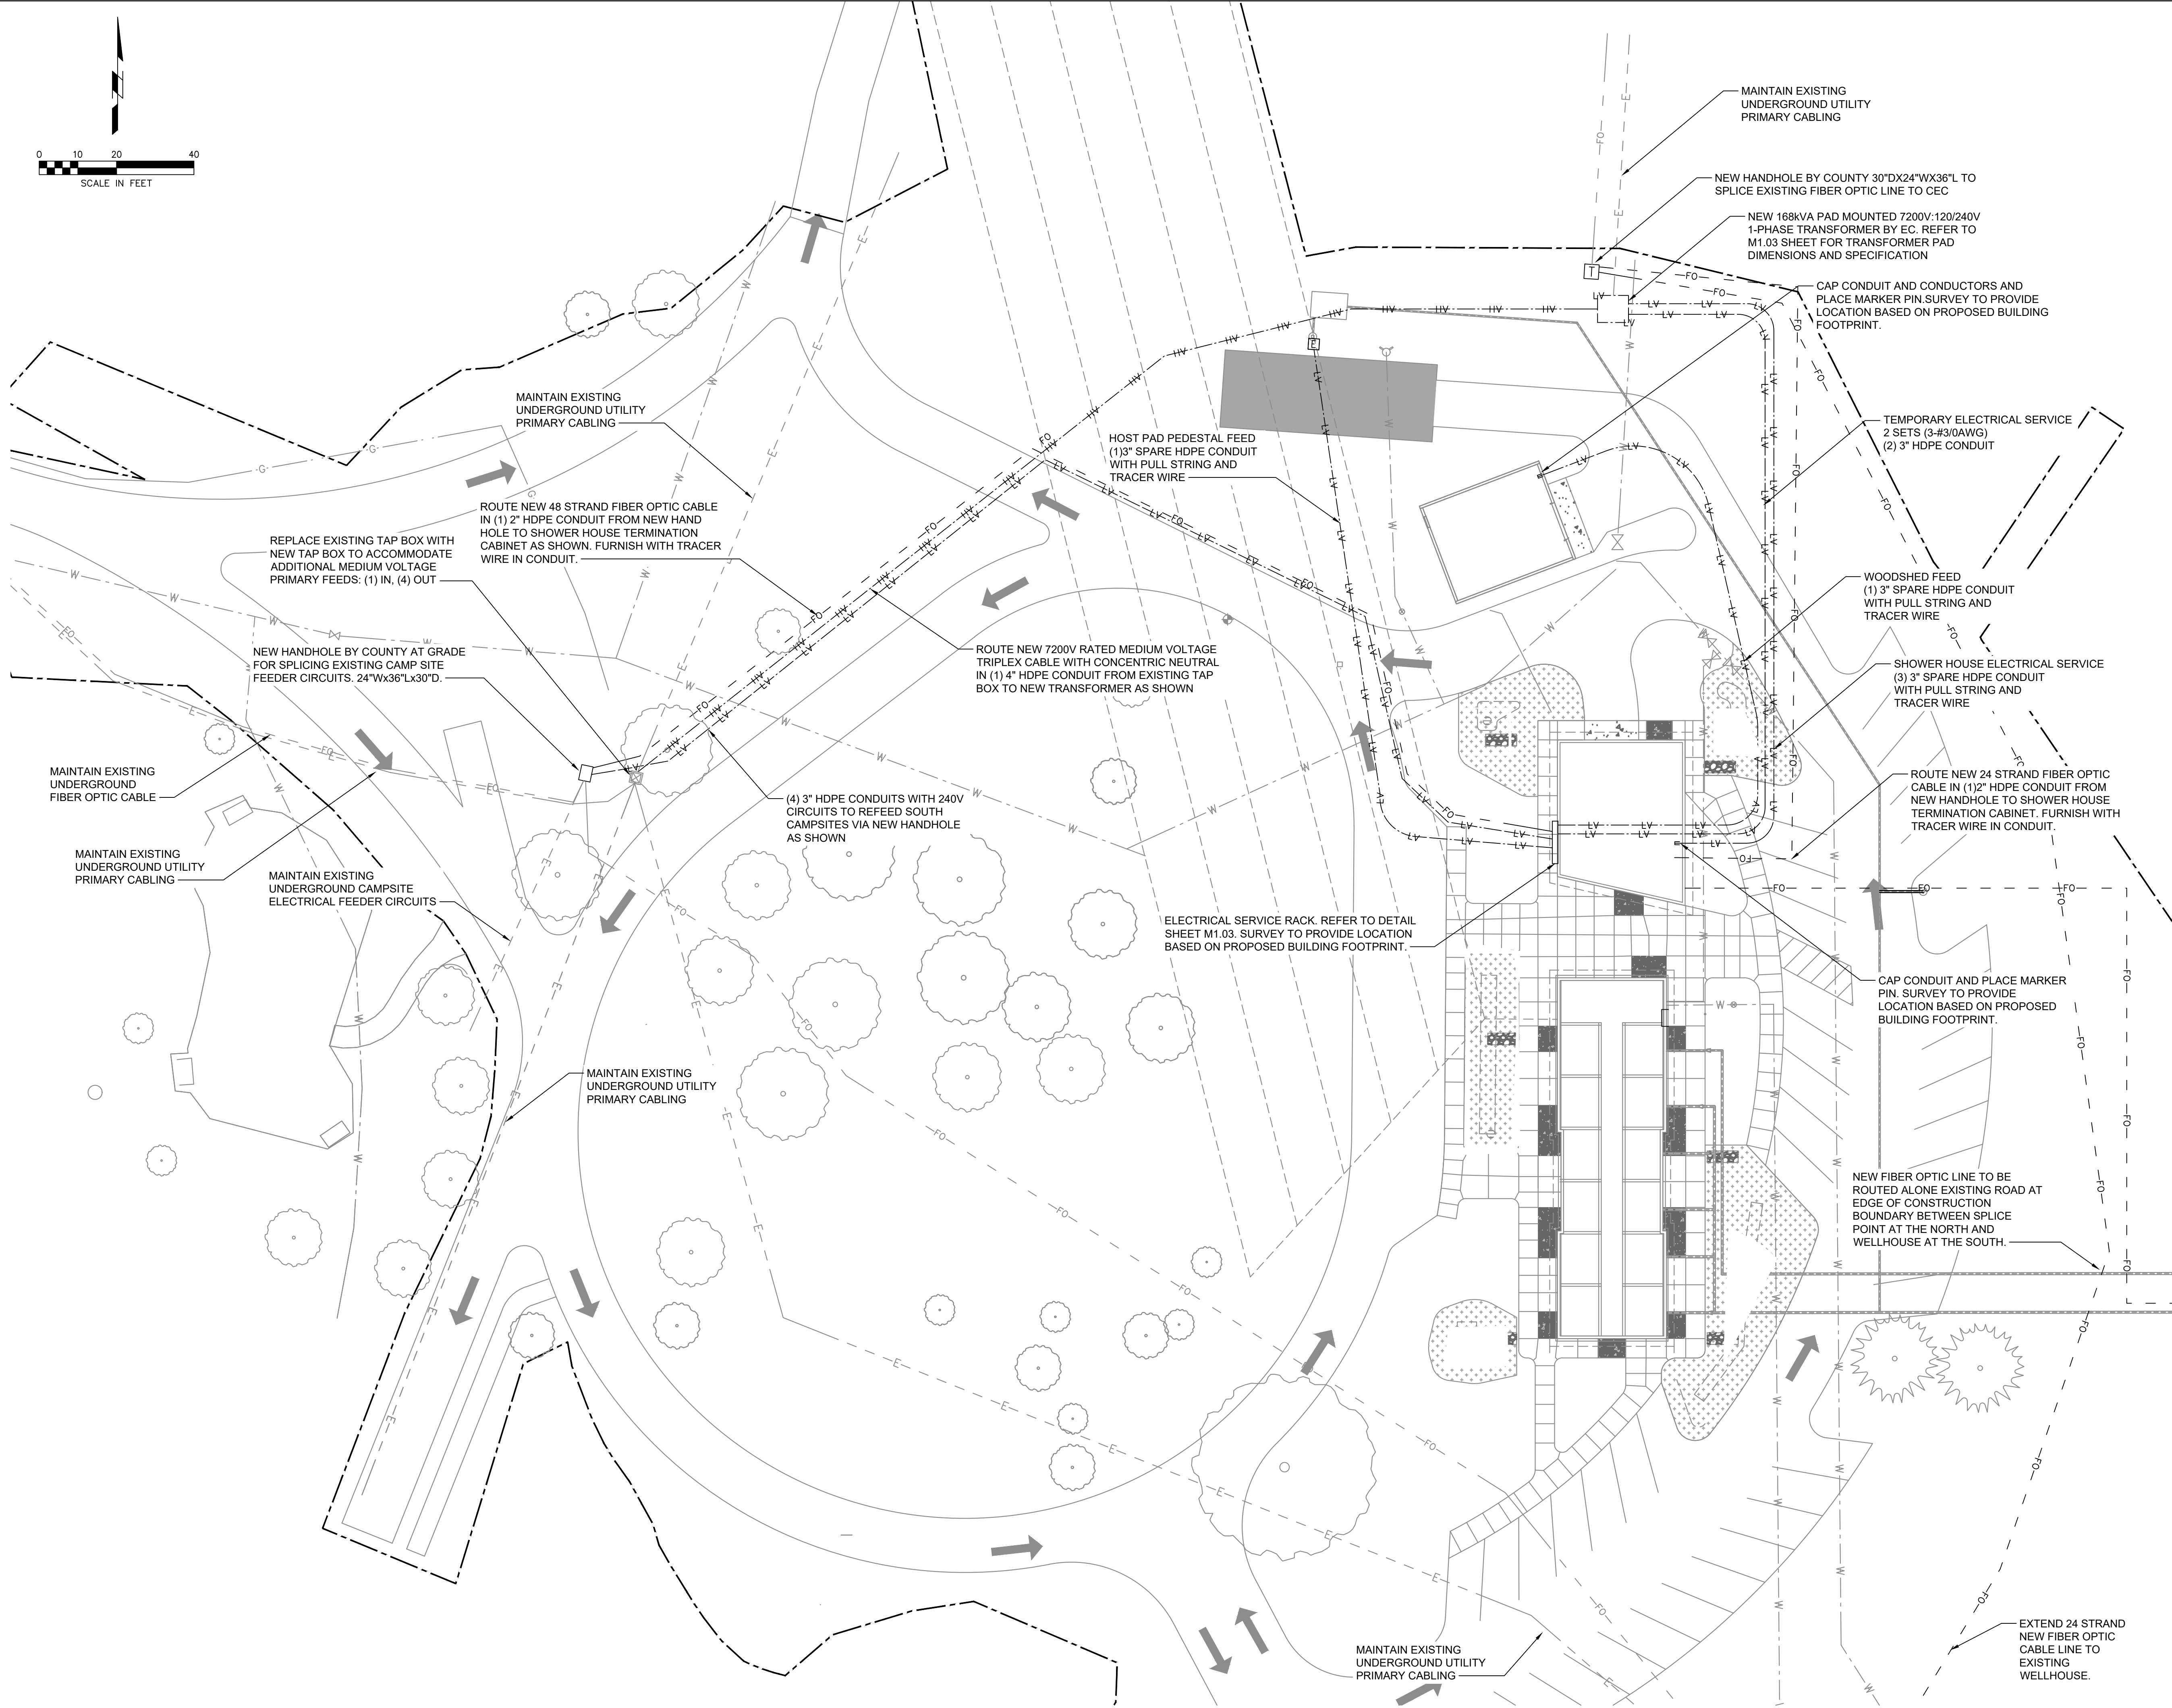 0 10 20 40
SCALE IN FEET
MAINTAIN EXISTING
UNDERGROUND UTILITY
PRIMARY CABLING
NEW HANDHOLE BY COUNTY 30"DX24"WX36"L TO
SPLICE EXISTING FIBER OPTIC LINE TO CEC
NEW 168kVA PAD MOUNTED 7200V:120/240V
1-PHASE TRANSFORMER BY EC. REFER TO
M1.03 SHEET FOR TRANSFORMER PAD
DIMENSIONS AND SPECIFICATION
CAP CONDUIT AND CONDUCTORS AND
PLACE MARKER PIN.SURVEY TO PROVIDE
LOCATION BASED ON PROPOSED BUILDING
FOOTPRINT.
MAINTAIN EXISTING
UNDERGROUND UTILITY
PRIMARY CABLING
HOST PAD PEDESTAL FEED
(1)3" SPARE HDPE CONDUIT
WITH PULL STRING AND
TRACER WIRE
TEMPORARY ELECTRICAL SERVICE
2 SETS (3-#3/0AWG)
(2) 3" HDPE CONDUIT
ROUTE NEW 48 STRAND FIBER OPTIC CABLE
IN (1) 2" HDPE CONDUIT FROM NEW HAND
HOLE TO SHOWER HOUSE TERMINATION
CABINET AS SHOWN. FURNISH WITH TRACER
WIRE IN CONDUIT.
REPLACE EXISTING TAP BOX WITH
NEW TAP BOX TO ACCOMMODATE
ADDITIONAL MEDIUM VOLTAGE
PRIMARY FEEDS: (1) IN, (4) OUT
WOODSHED FEED
(1) 3" SPARE HDPE CONDUIT
WITH PULL STRING AND
TRACER WIRE
NEW HANDHOLE BY COUNTY AT GRADE
FOR SPLICING EXISTING CAMP SITE
FEEDER CIRCUITS. 24"Wx36"Lx30"D.
ROUTE NEW 7200V RATED MEDIUM VOLTAGE
TRIPLEX CABLE WITH CONCENTRIC NEUTRAL
IN (1) 4" HDPE CONDUIT FROM EXISTING TAP
BOX TO NEW TRANSFORMER AS SHOWN
SHOWER HOUSE ELECTRICAL SERVICE
(3) 3" SPARE HDPE CONDUIT
WITH PULL STRING AND
TRACER WIRE
MAINTAIN EXISTING
UNDERGROUND
FIBER OPTIC CABLE
ROUTE NEW 24 STRAND FIBER OPTIC
CABLE IN (1)2" HDPE CONDUIT FROM
NEW HANDHOLE TO SHOWER HOUSE
TERMINATION CABINET. FURNISH WITH
TRACER WIRE IN CONDUIT.
(4) 3" HDPE CONDUITS WITH 240V
CIRCUITS TO REFEED SOUTH
CAMPSITES VIA NEW HANDHOLE
AS SHOWN
MAINTAIN EXISTING
UNDERGROUND UTILITY
PRIMARY CABLING
MAINTAIN EXISTING
UNDERGROUND CAMPSITE
ELECTRICAL FEEDER CIRCUITS
ELECTRICAL SERVICE RACK. REFER TO DETAIL
SHEET M1.03. SURVEY TO PROVIDE LOCATION
BASED ON PROPOSED BUILDING FOOTPRINT.
CAP CONDUIT AND PLACE MARKER
PIN. SURVEY TO PROVIDE
LOCATION BASED ON PROPOSED
BUILDING FOOTPRINT.
MAINTAIN EXISTING
UNDERGROUND UTILITY
PRIMARY CABLING
NEW FIBER OPTIC LINE TO BE
ROUTED ALONE EXISTING ROAD AT
EDGE OF CONSTRUCTION
BOUNDARY BETWEEN SPLICE
POINT AT THE NORTH AND
WELLHOUSE AT THE SOUTH.
MAINTAIN EXISTING
UNDERGROUND UTILITY
PRIMARY CABLING
EXTEND 24 STRAND
NEW FIBER OPTIC
CABLE LINE TO
EXISTING
WELLHOUSE.